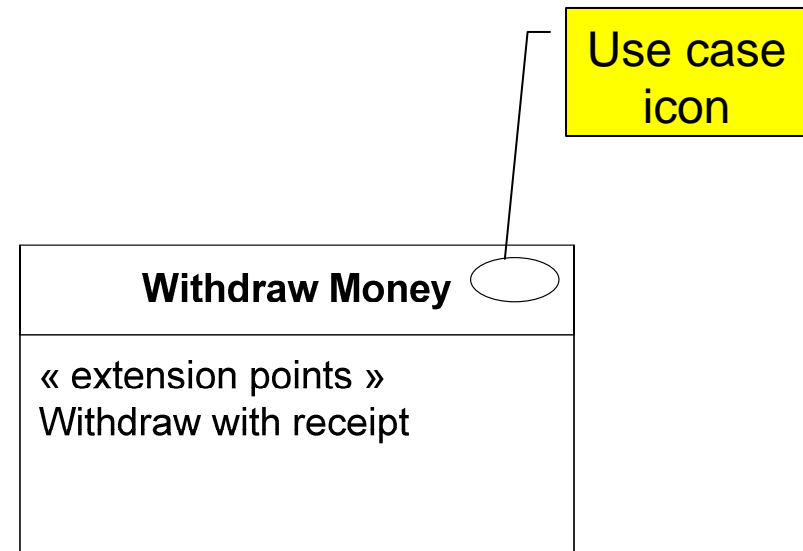 Use case
icon
Withdraw Money
« extension points »
Withdraw with receipt